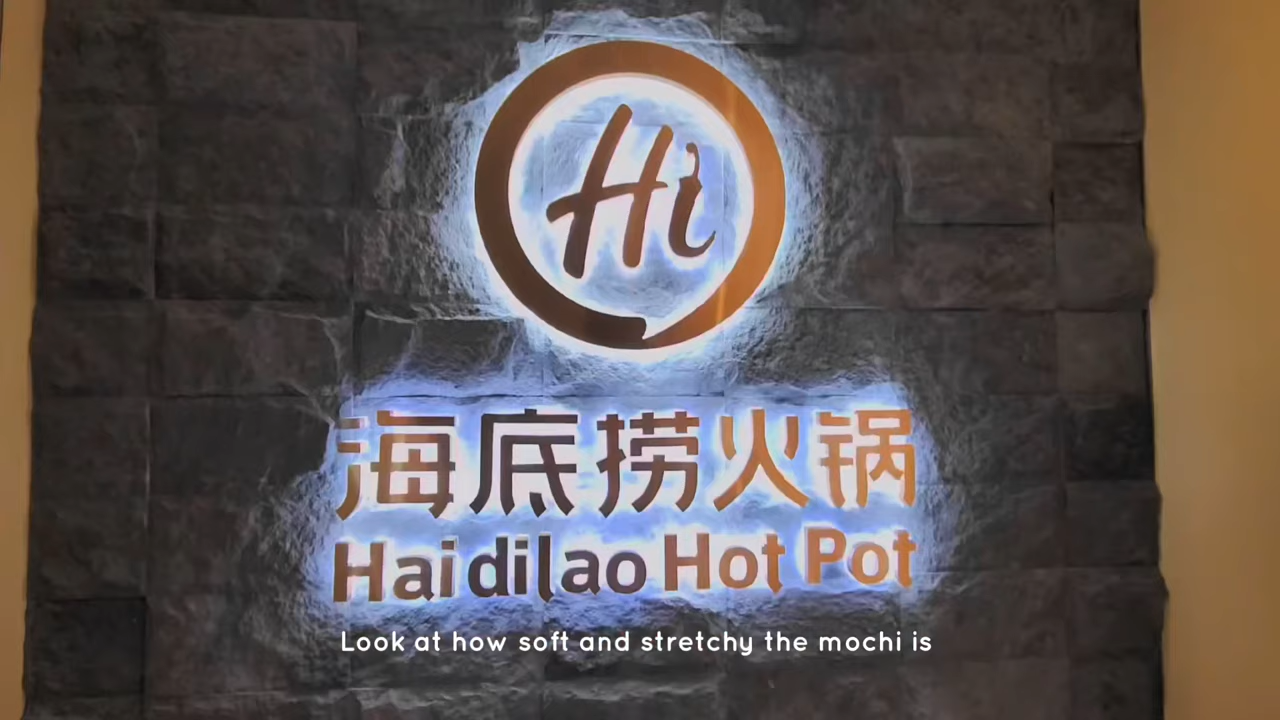 Hi
海底捞火锅
Haidilao Hot Pot
Look at how soft and stretchy the mochi is